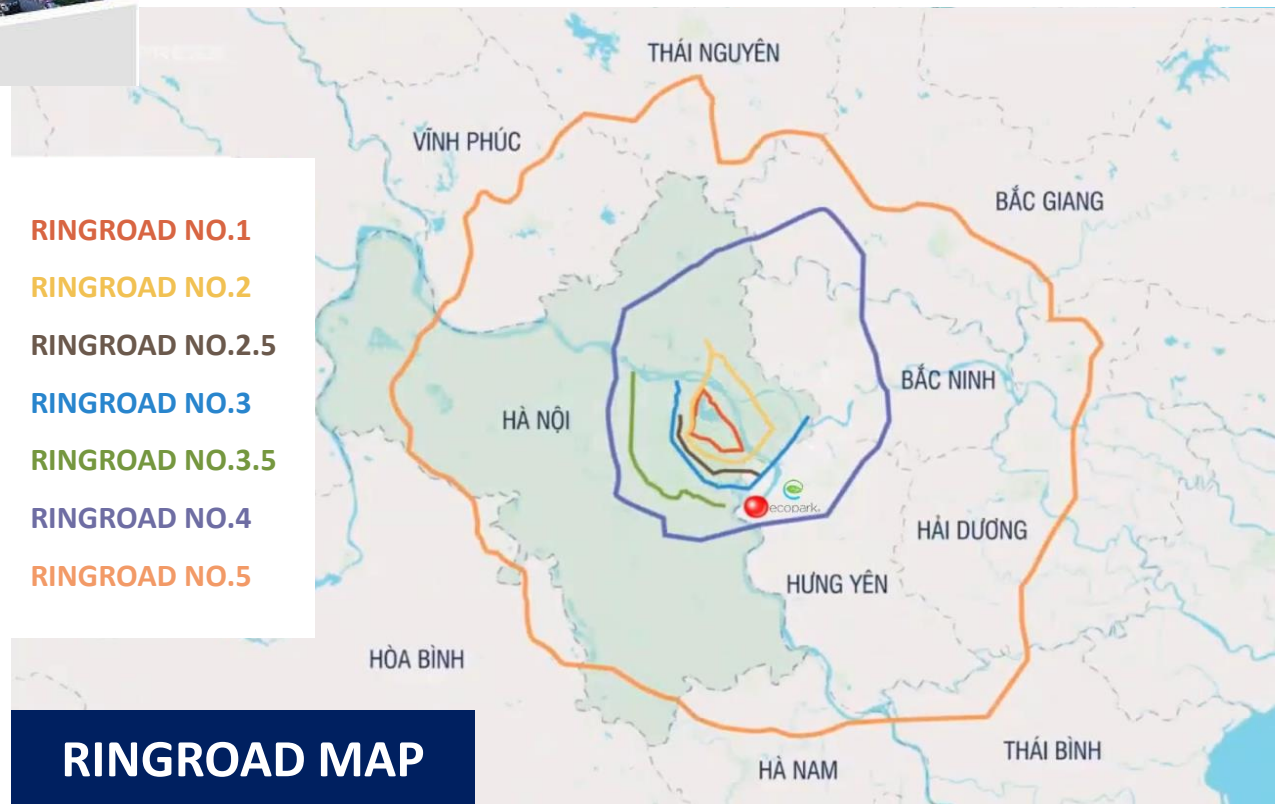 THÁI NGUYÊN
VĨNH PHÚC
BẮC GIANG
RINGROAD NO.1
RINGROAD NO.2
RINGROAD NO.2.5
RINGROAD NO.3
RINGROAD NO.3.5
RINGROAD NO.4
RINGROAD NO.5
BẮC NINH
HÀ NỘI
ecopark
HẢI DƯƠNG
HƯNG YÊN
HÒA BÌNH
RINGROAD MAP
THÁI BÌNH
HÀ NAM